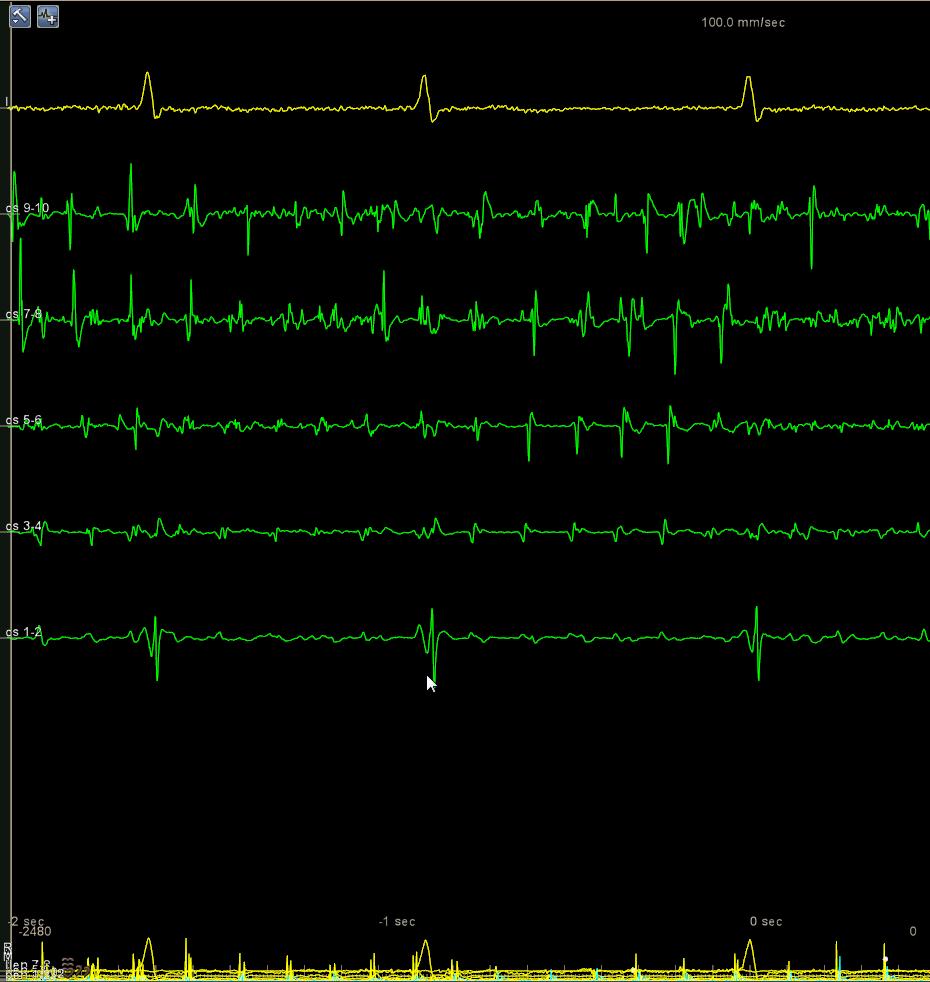 100.0 mm/sec
I
cs 9-10
cs 7-8
cs 5-6
cs 3-4
cs 1-2
-2 sec
-1 sec
0 sec
-2480
0